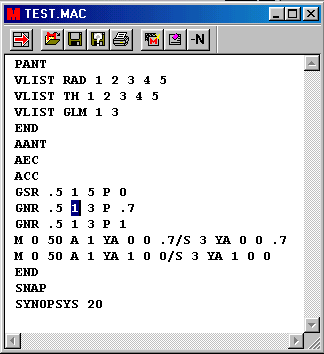 TEST.MAC
-N
PANT
VLIST RAD 1 2 3 4 5
VLIST TH 1 2 3 4 5
VLIST GLM 1 3
END
AANT
AEC
ACC
GSR .5 1 5 P 0
GNR .5 1 3 P .7
GNR .5 1 3 P 1
M 0 50 A 1 YA 0 0 .7/S 3 YA 0 0 .7
M 0 50 A 1 YA 1 0 0/S 3 YA 1 0 0
END
SNAP
SYNOPSYS 20